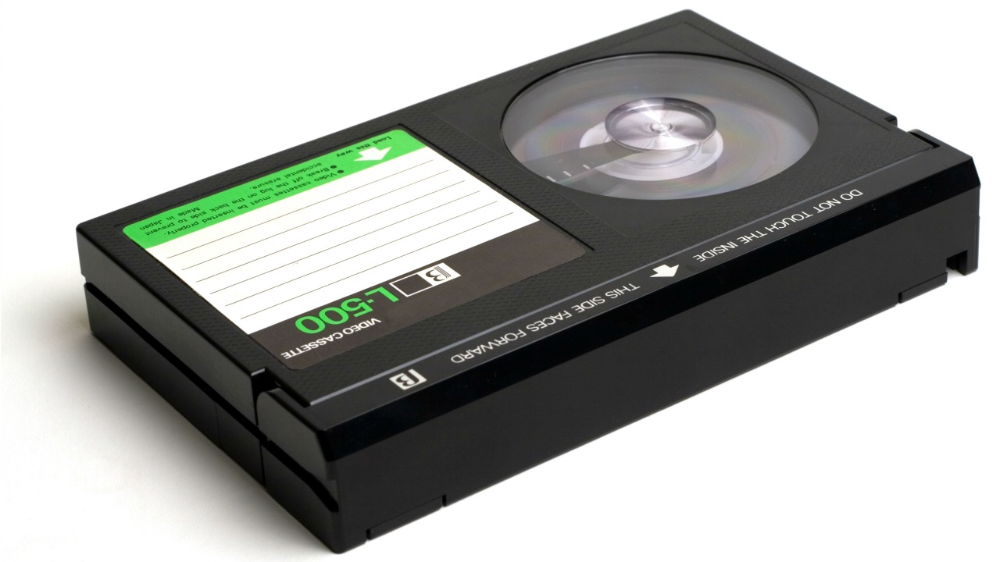 Load this way
● Video cassettes must be inserted properly.
● Break off the lug on the back side to prevent
accidental erasure.
Made in Japan
B
L-500
VIDEO CASSETTE
B THIS SIDE FACES FORWARD DO NOT TOUCH THE INSIDE